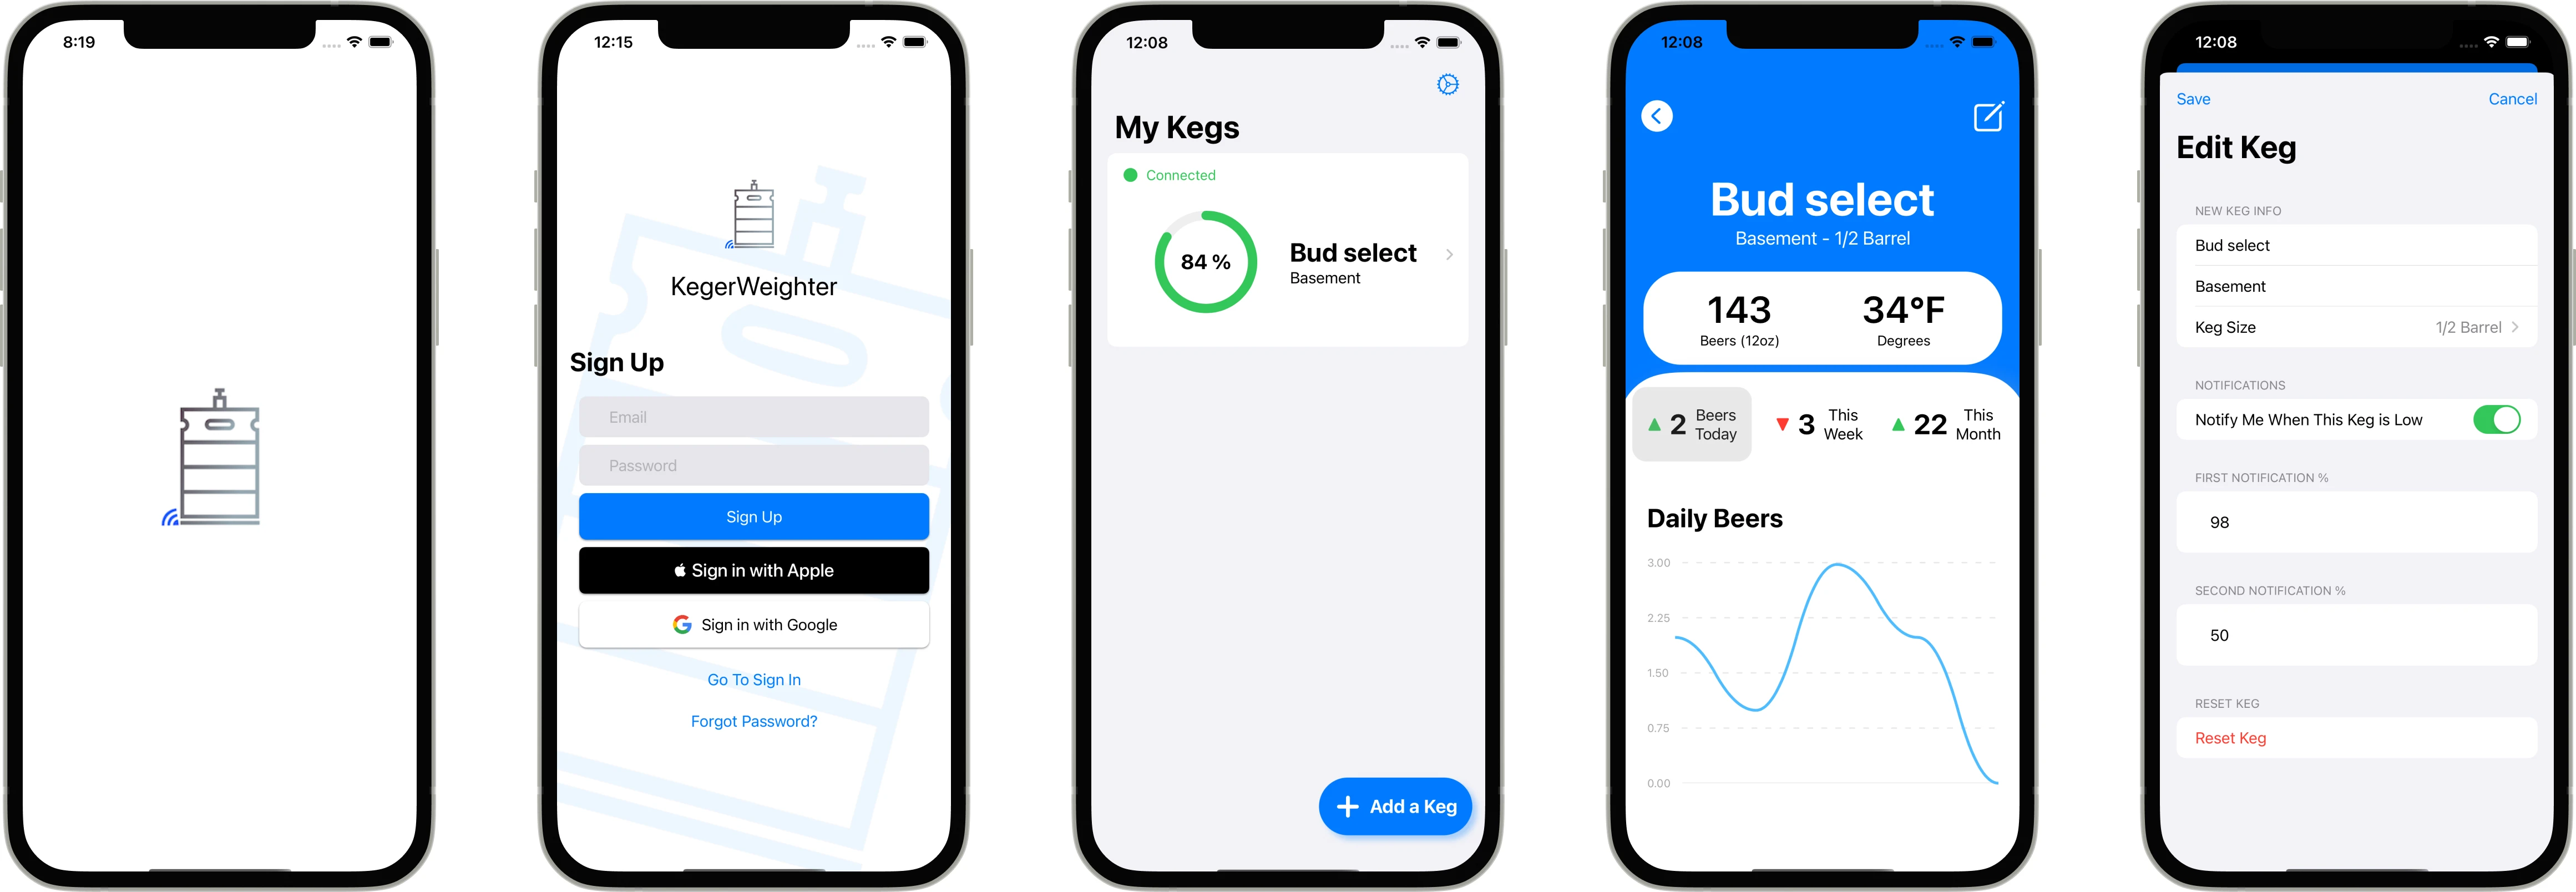 8:19
12:15
KegerWeighter
Sign Up
Email
Password
Sign Up
Sign in with Apple
Sign in with Google
Go To Sign In
Forgot Password?
12:08
My Kegs
Connected
84 %
Bud select
Basement
Add a Keg
12:08
Bud select
Basement - 1/2 Barrel
143
Beers (12oz)
34°F
Degrees
2 Beers Today
3 This Week
22 This Month
Daily Beers
3.00
2.25
1.50
0.75
0.00
12:08
Save
Cancel
Edit Keg
NEW KEG INFO
Bud select
Basement
Keg Size 1/2 Barrel
NOTIFICATIONS
Notify Me When This Keg is Low
FIRST NOTIFICATION %
98
SECOND NOTIFICATION %
50
RESET KEG
Reset Keg